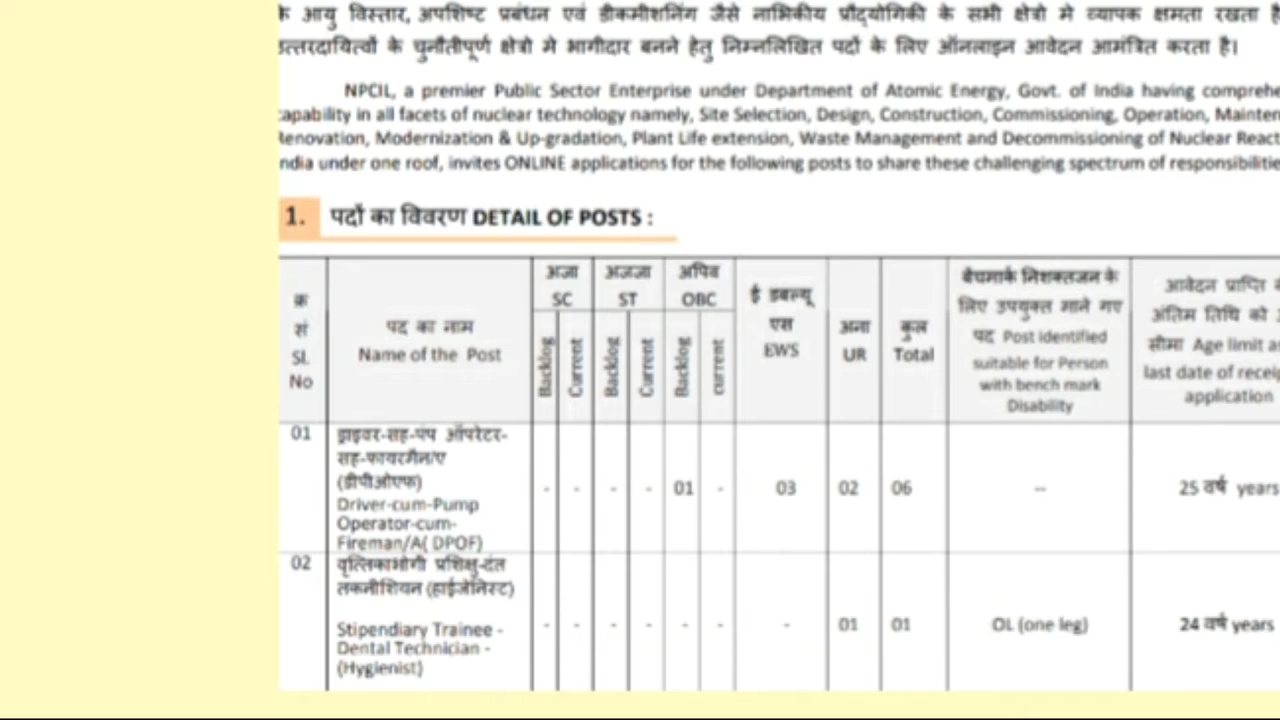 के आयु विस्तार, अपशिष्ट प्रबंधन एवं डीकमीशनिंग जैसे नाभिकीय प्रौद्योगिकी के सभी क्षेत्रो मे व्यापक क्षमता रखता है
उत्तरदायित्वों के चुनौतीपूर्ण क्षेत्रो मे भागीदार बनने हेतु निम्नलिखित पदों के लिए ऑनलाइन आवेदन आमंत्रित करता है।
NPCIL, a premier Public Sector Enterprise under Department of Atomic Energy, Govt. of India having comprehe
apability in all facets of nuclear technology namely, Site Selection, Design, Construction, Commissioning, Operation, Mainten
Renovation, Modernization & Up-gradation, Plant Life extension, Waste Management and Decommissioning of Nuclear React
ndia under one roof, invites ONLINE applications for the following posts to share these challenging spectrum of responsibilitie
1. पदों का विवरण DETAIL OF POSTS :
क्र सं Sl. No
पद का नाम
Name of the Post
अजा SC
Backlog Current
अजजा ST
Backlog Current
अपिव OBC
Backlog current
ई डबल्यू एस EWS
अना UR
कुल Total
बैंचमार्क निशक्तजन के
लिए उपयुक्त माने गए
पद Post identified
suitable for Person
with bench mark
Disability
आवेदन प्राप्ति
अंतिम तिथि को
सीमा Age limit as
last date of recei
application
01 ड्राइवर-सह-पंप ऑपरेटर-
सह-फायरमैन/ए
(डीपीओएफ)
Driver-cum-Pump
Operator-cum-
Fireman/A( DPOF)
- - - - 01 - 03 02 06 -- 25 वर्ष years
02 वृत्तिकाभोगी प्रशिक्षु-दंत
तकनीशियन (हाईजेनिस्ट)
Stipendiary Trainee -
Dental Technician -
(Hygienist)
- - - - - - - 01 01 OL (one leg) 24 वर्ष years